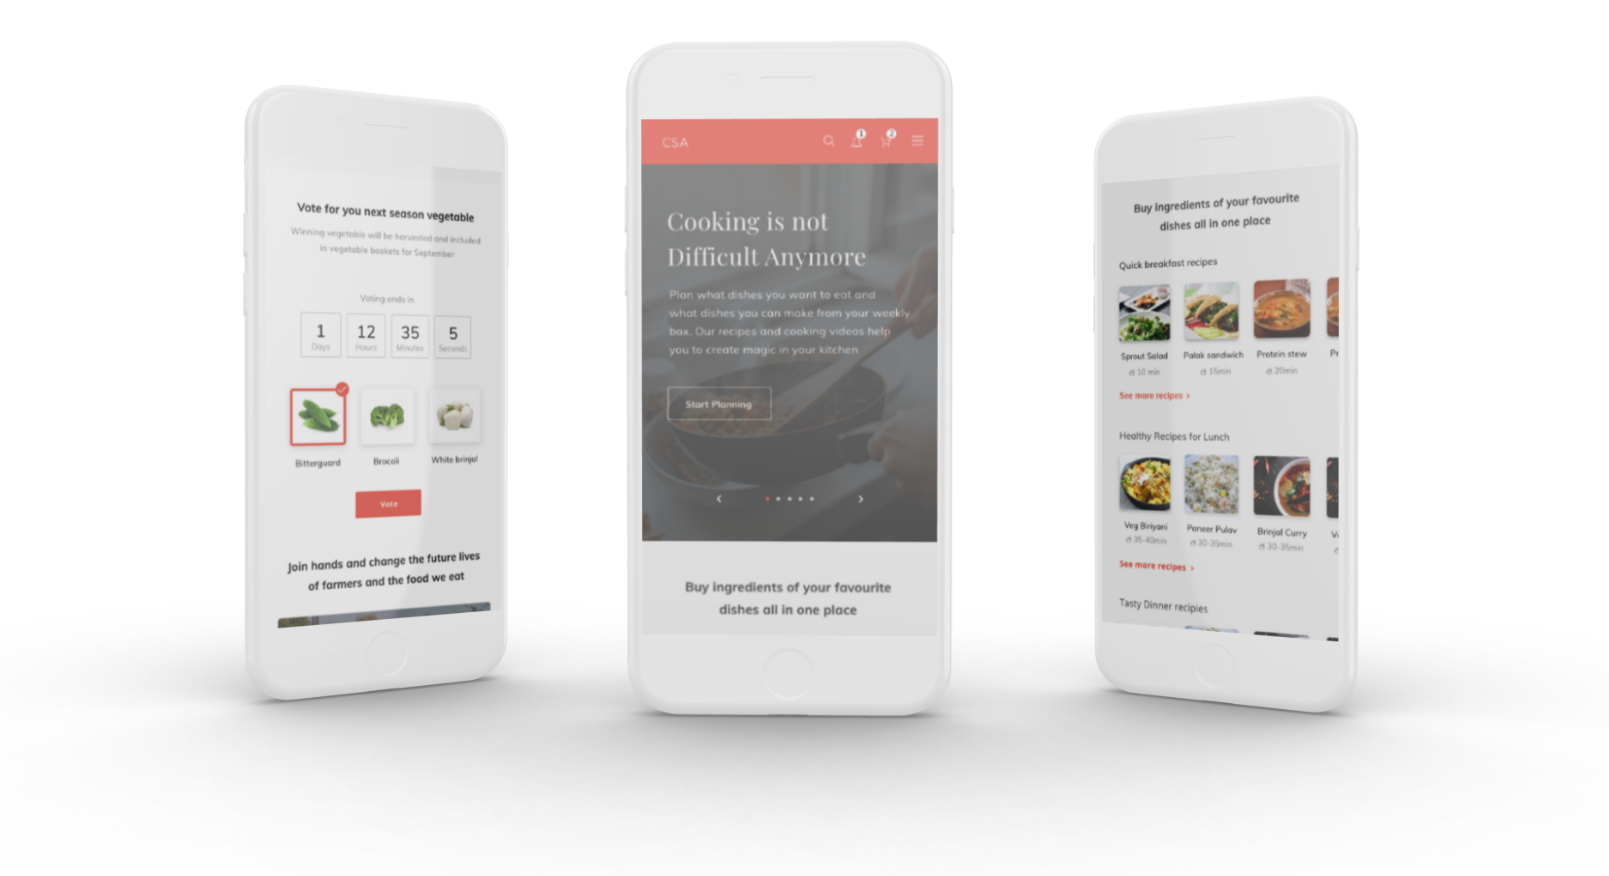 Vote for you next season vegetable
Winning vegetable will be harvested and included
in vegetable baskets for September
Voting ends in
1 12 35 5
Days Hours Minutes Seconds
Bitterguard Brocoli White brinjal
Vote
Join hands and change the future lives
of farmers and the food we eat
CSA 1 2
Cooking is not
Difficult Anymore
Plan what dishes you want to eat and
what dishes you can make from your weekly
box. Our recipes and cooking videos help
you to create magic in your kitchen
Start Planning
Buy ingredients of your favourite
dishes all in one place
Buy ingredients of your favourite
dishes all in one place
Quick breakfast recipes
Sprout Salad Palak sandwich Protein stew Pr
10 min 15min 20min
See more recipes ›
Healthy Recipes for Lunch
Veg Biriyani Paneer Pulav Brinjal Curry V
35-40min 30-35min 30-35min
See more recipes ›
Tasty Dinner recipies